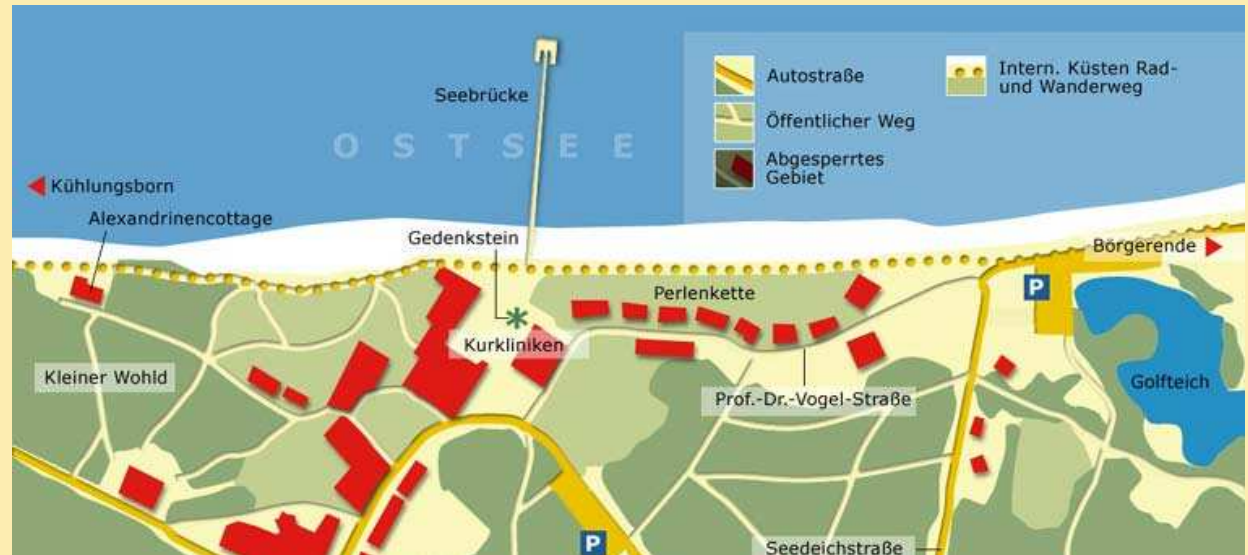 Autostraße
Intern. Küsten Rad-
und Wanderweg
Öffentlicher Weg
Abgesperrtes
Gebiet
Seebrücke
OSTSEE
Kühlungsborn
Alexandrinencottage
Gedenkstein
Börgerende
P
Perlenkette
Kurkliniken
Kleiner Wohld
Golfteich
Prof.-Dr.-Vogel-Straße
P
Seedeichstraße